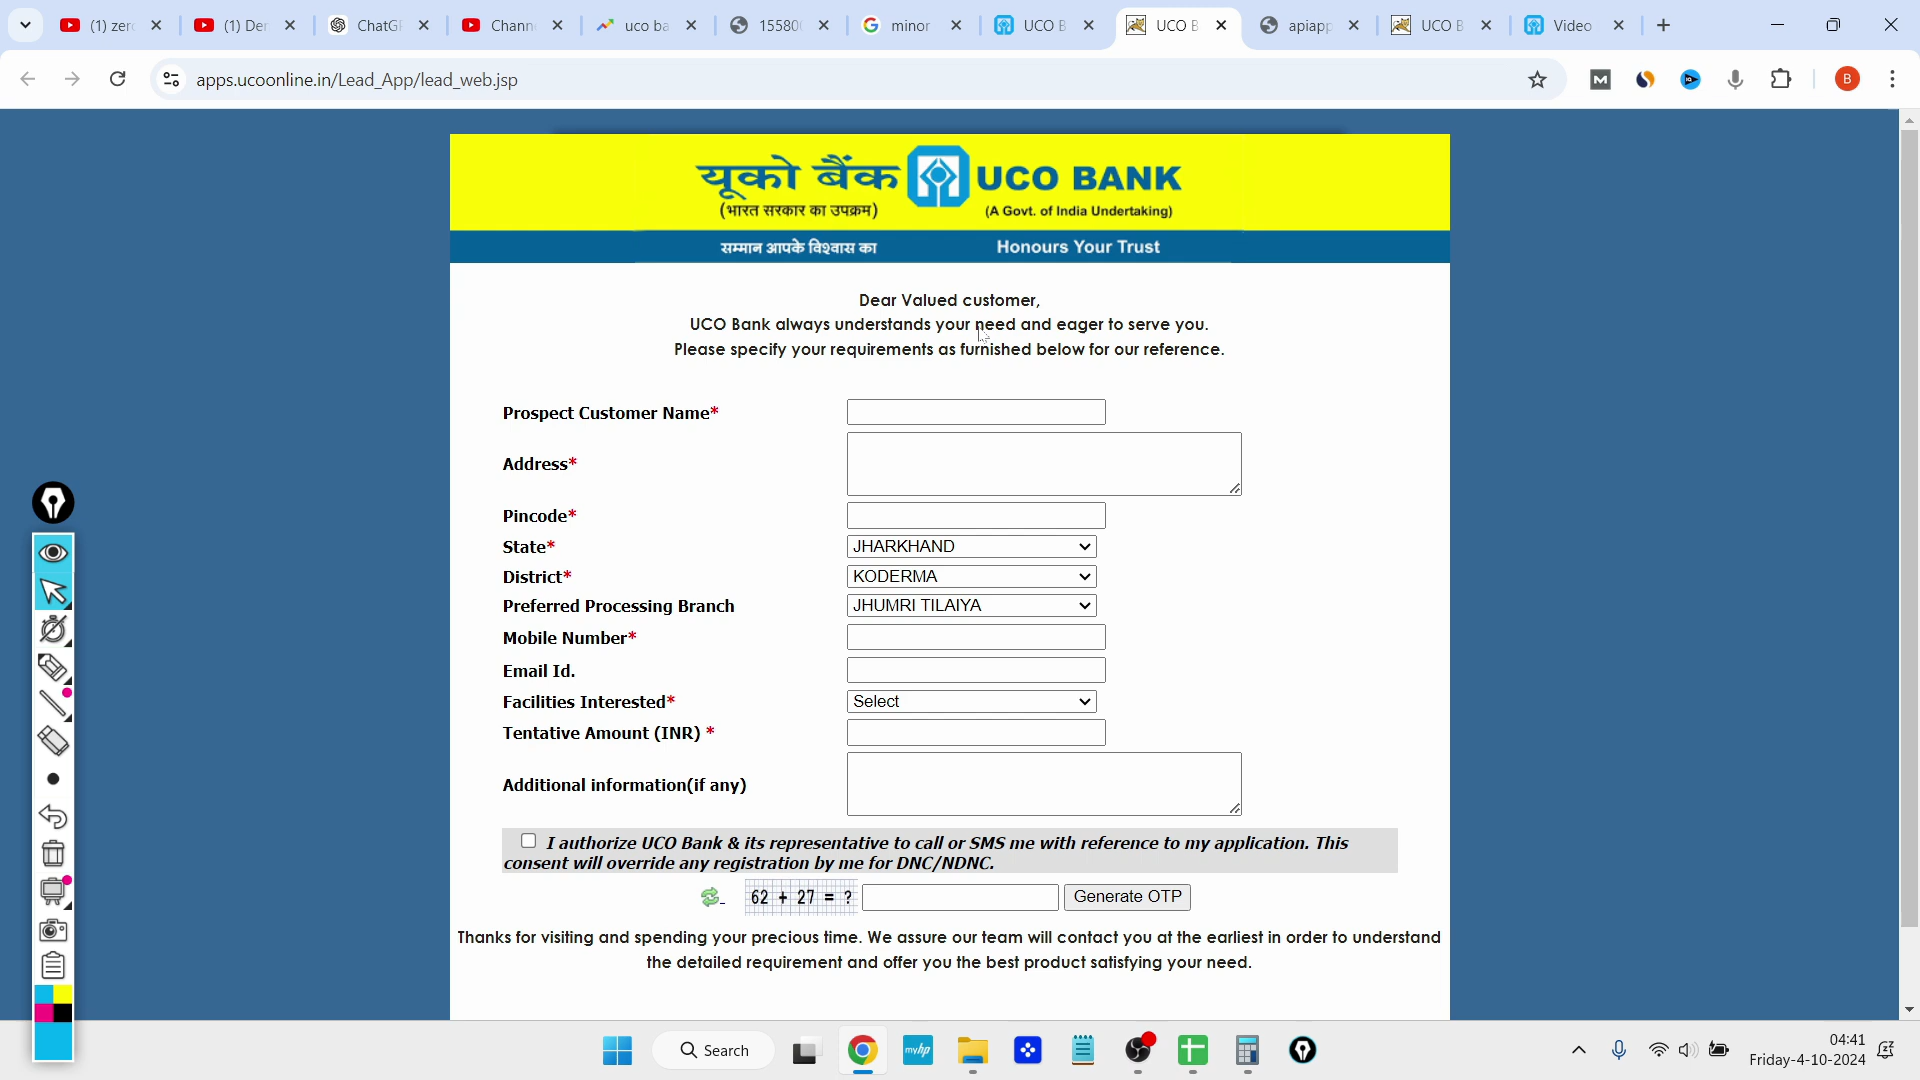 (1) zero
(1) Der
ChatGP
Chann
uco ba
15580
minor
UCO B
UCO B
apiapp
UCO B
Video
apps.ucoonline.in/Lead_App/lead_web.jsp
B
यूको बैंक UCO BANK
(भारत सरकार का उपक्रम) (A Govt. of India Undertaking)
सम्मान आपके विश्वास का Honours Your Trust
Dear Valued customer,
UCO Bank always understands your need and eager to serve you.
Please specify your requirements as furnished below for our reference.
Prospect Customer Name*
Address*
Pincode*
State* JHARKHAND
District* KODERMA
Preferred Processing Branch JHUMRI TILAIYA
Mobile Number*
Email Id.
Facilities Interested* Select
Tentative Amount (INR) *
Additional information(if any)
I authorize UCO Bank & its representative to call or SMS me with reference to my application. This
consent will override any registration by me for DNC/NDNC.
62 + 27 = ? Generate OTP
Thanks for visiting and spending your precious time. We assure our team will contact you at the earliest in order to understand
the detailed requirement and offer you the best product satisfying your need.
Search
myhp
04:41
Friday-4-10-2024